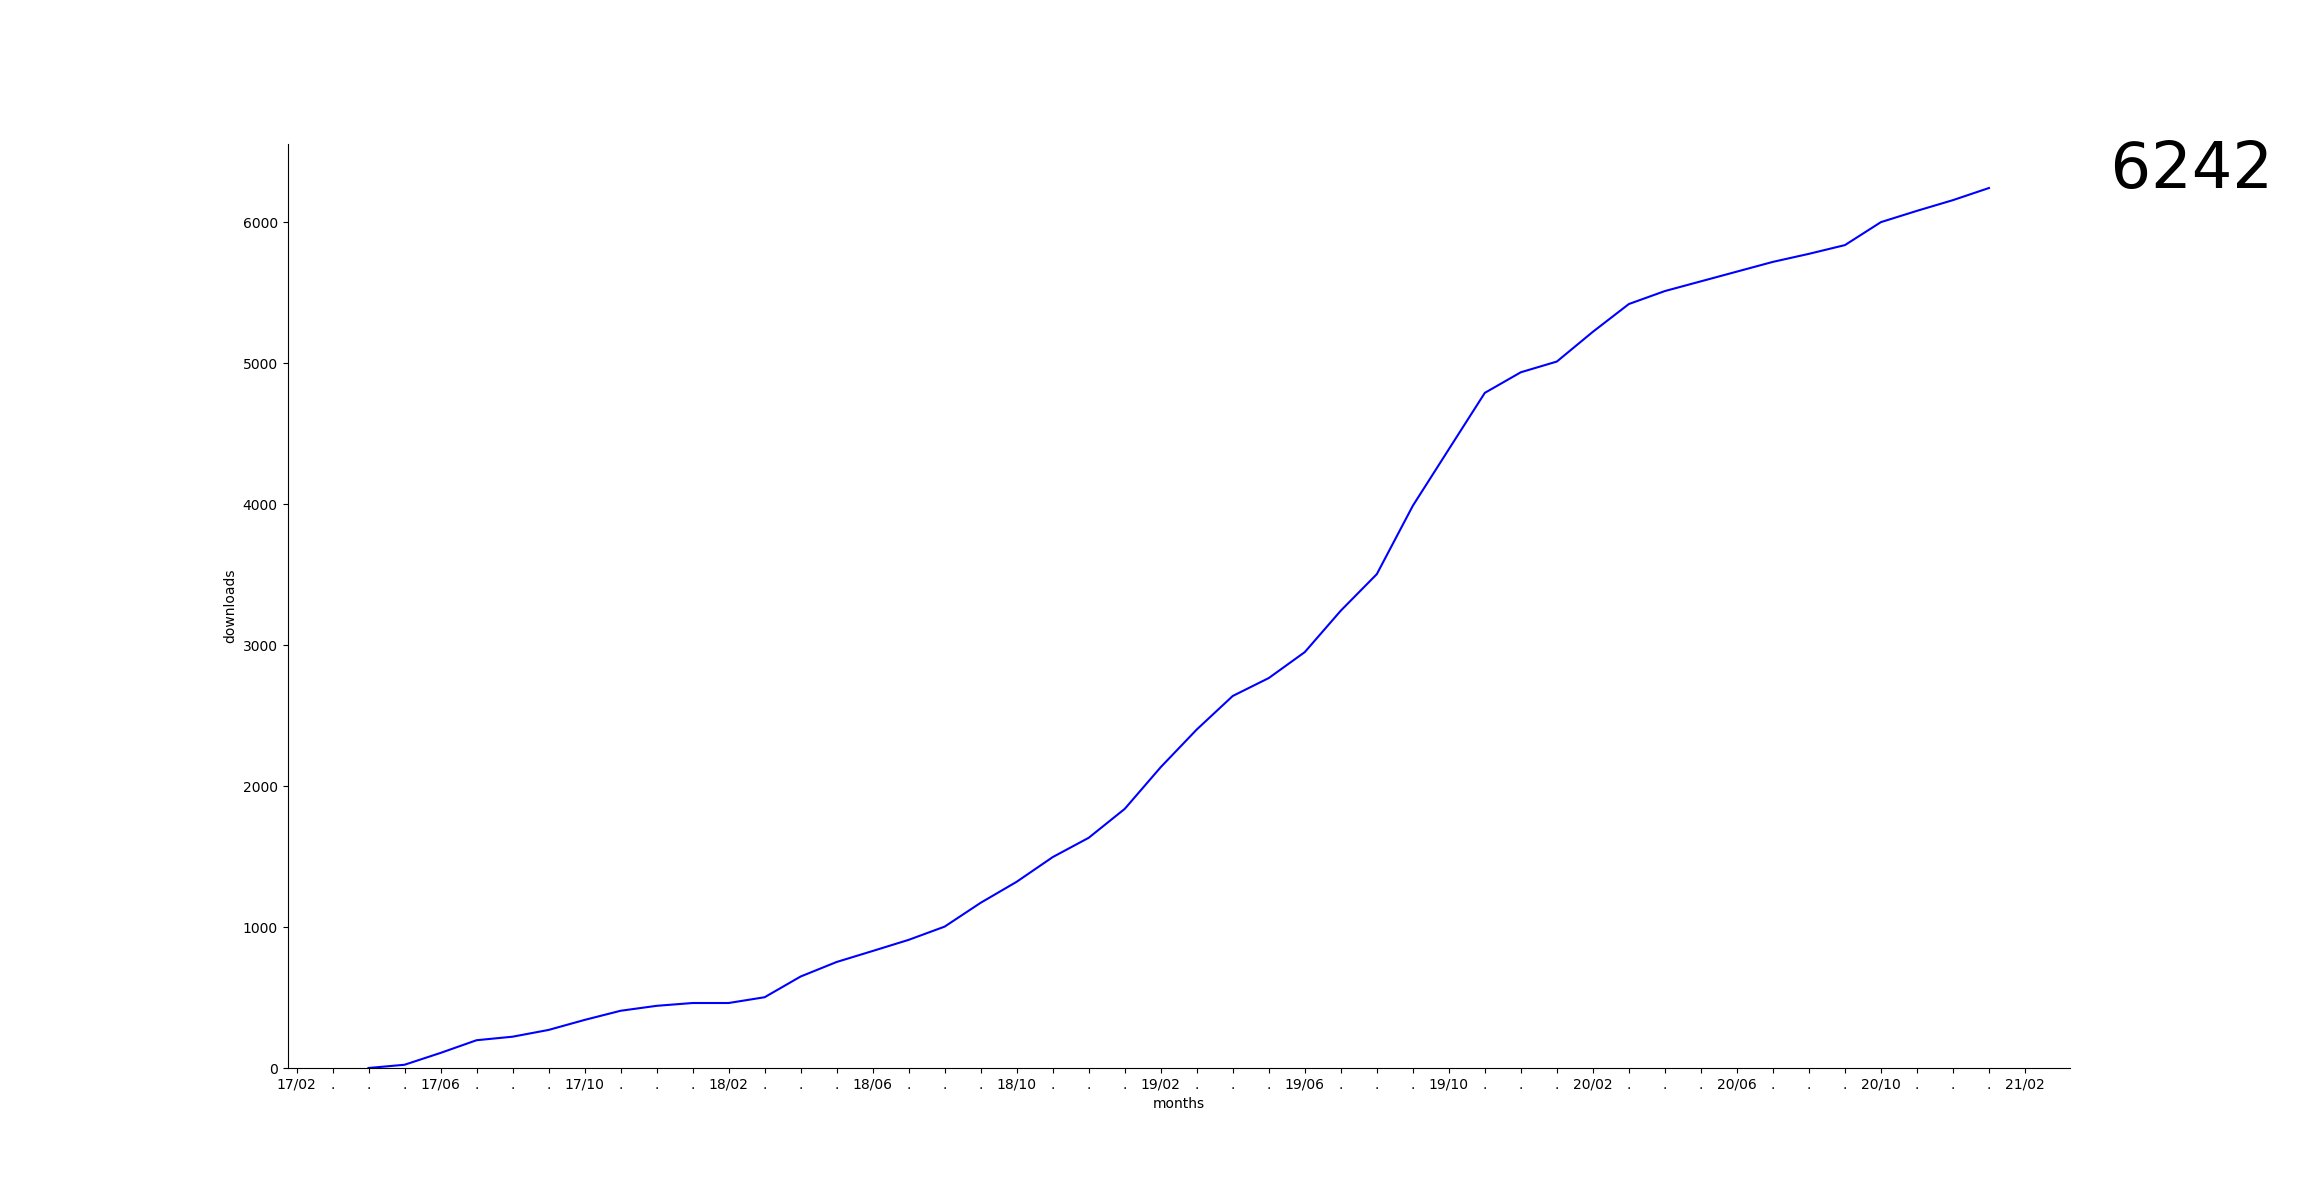 6242
6000
5000
4000
3000
2000
1000
0
downloads
17/02 . . . 17/06 . . . 17/10 . . . 18/02 . . . 18/06 . . . 18/10 . . . 19/02 . . . 19/06 . . . 19/10 . . . 20/02 . . . 20/06 . . . 20/10 . . . 21/02
months